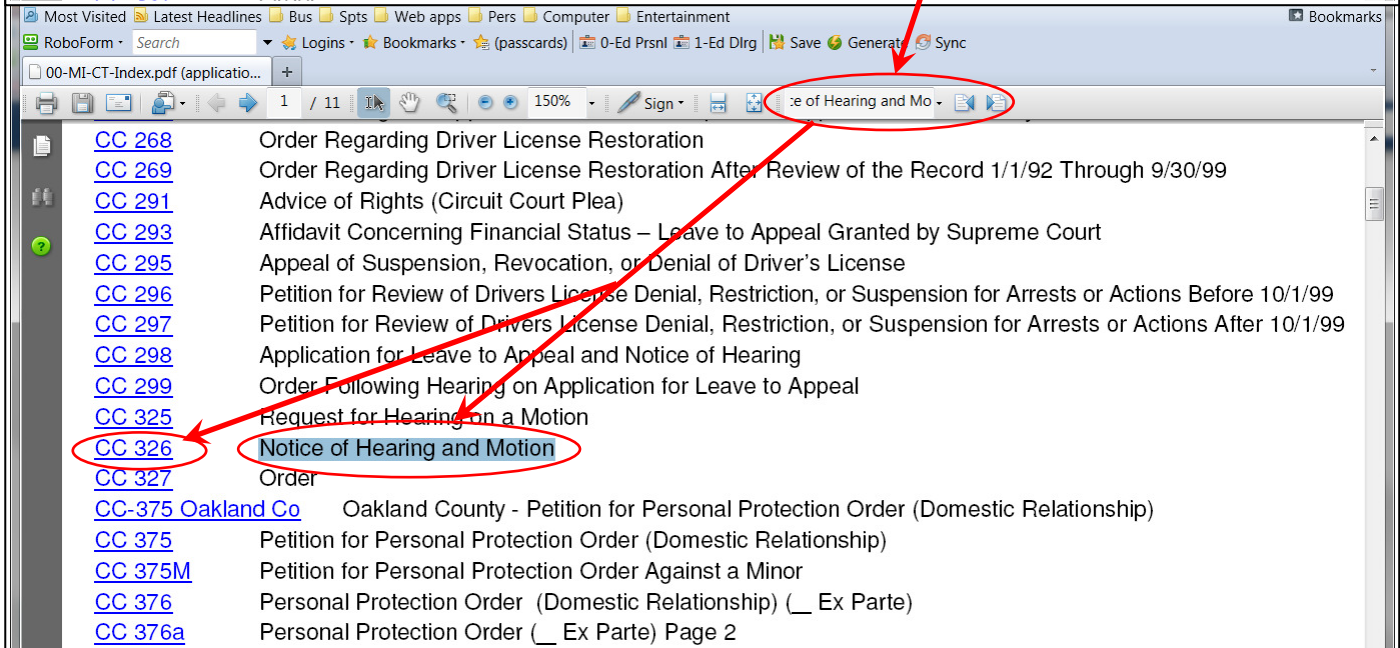 Most Visited Latest Headlines Bus Spts Web apps Pers Computer Entertainment Bookmarks
RoboForm Search Logins Bookmarks (passcards) 0-Ed Prsnl 1-Ed Dlrg Save Generate Sync
00-MI-CT-Index.pdf (applicatio... +
1 / 11 150% Sign :e of Hearing and Mo
CC 268 Order Regarding Driver License Restoration
CC 269 Order Regarding Driver License Restoration After Review of the Record 1/1/92 Through 9/30/99
CC 291 Advice of Rights (Circuit Court Plea)
CC 293 Affidavit Concerning Financial Status – Leave to Appeal Granted by Supreme Court
CC 295 Appeal of Suspension, Revocation, or Denial of Driver's License
CC 296 Petition for Review of Drivers License Denial, Restriction, or Suspension for Arrests or Actions Before 10/1/99
CC 297 Petition for Review of Drivers License Denial, Restriction, or Suspension for Arrests or Actions After 10/1/99
CC 298 Application for Leave to Appeal and Notice of Hearing
CC 299 Order Following Hearing on Application for Leave to Appeal
CC 325 Request for Hearing on a Motion
CC 326 Notice of Hearing and Motion
CC 327 Order
CC-375 Oakland Co Oakland County - Petition for Personal Protection Order (Domestic Relationship)
CC 375 Petition for Personal Protection Order (Domestic Relationship)
CC 375M Petition for Personal Protection Order Against a Minor
CC 376 Personal Protection Order (Domestic Relationship) (__ Ex Parte)
CC 376a Personal Protection Order (__ Ex Parte) Page 2